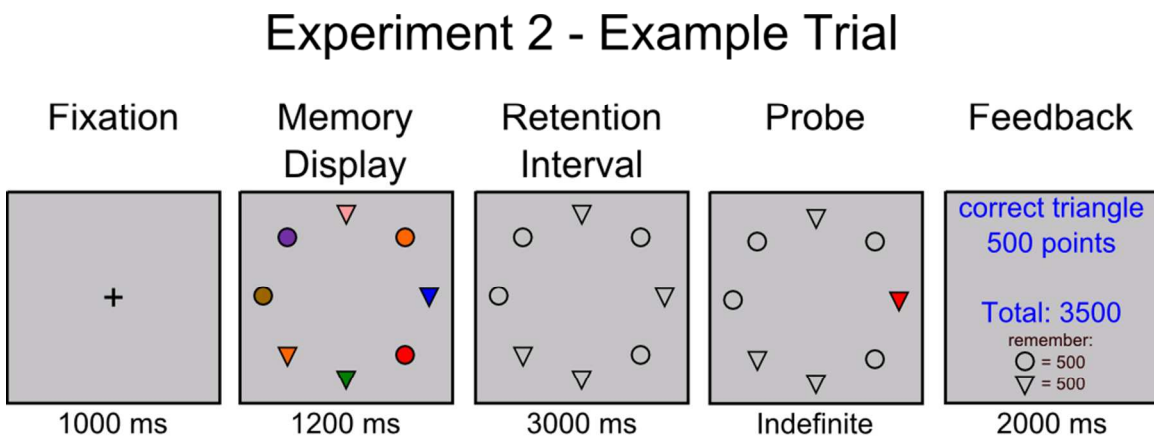 Experiment 2 - Example Trial
Fixation
Memory
Display
Retention
Interval
Probe
Feedback
+
correct triangle
500 points
Total: 3500
remember:
= 500
= 500
1000 ms
1200 ms
3000 ms
Indefinite
2000 ms